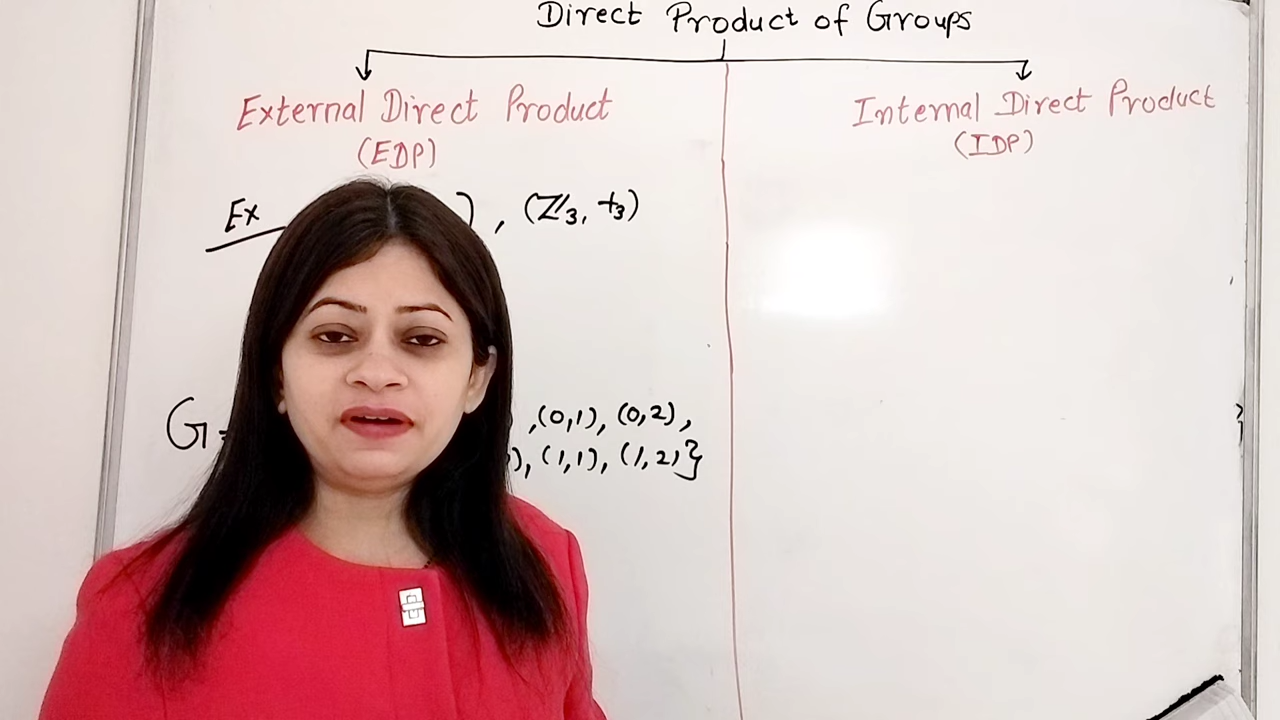 Direct Product of Groups
External Direct Product
(EDP)
Internal Direct Product
(IDP)
Ex ), (ℤ₃, +₃)
G = ,(0,1), (0,2),
), (1,1), (1,2)}